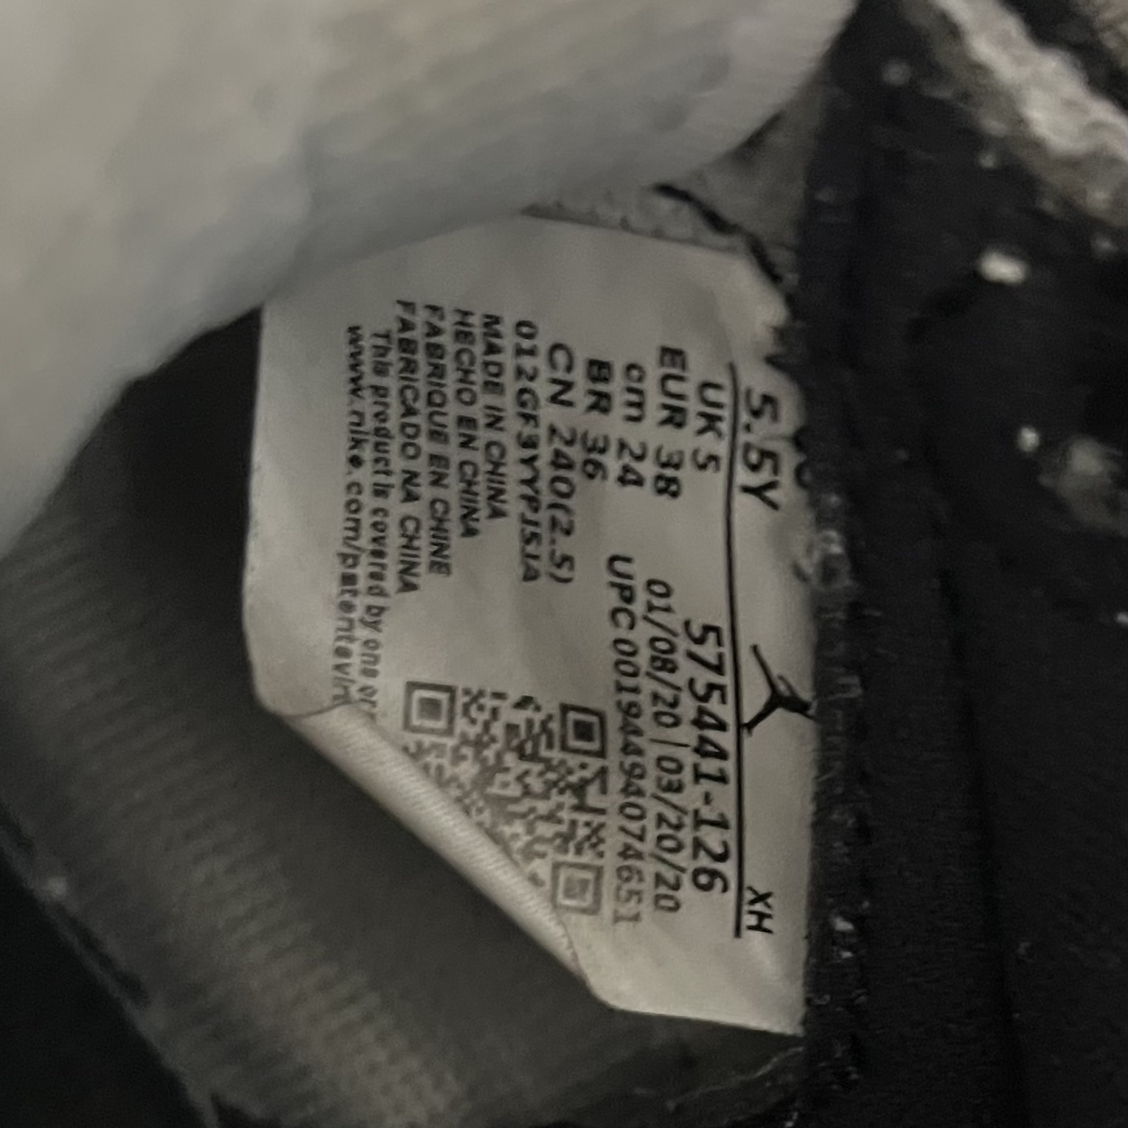 5.5Y
XH
UK 5
575441-126
EUR 38
01/08/20 | 03/20/20
cm 24
UPC 00194494074651
BR 36
CN 240(2.5)
MADE IN CHINA
HECHO EN CHINA
FABRIQUE EN CHINE
FABRICADO NA CHINA
This product is covered by one or
www.nike.com/patents